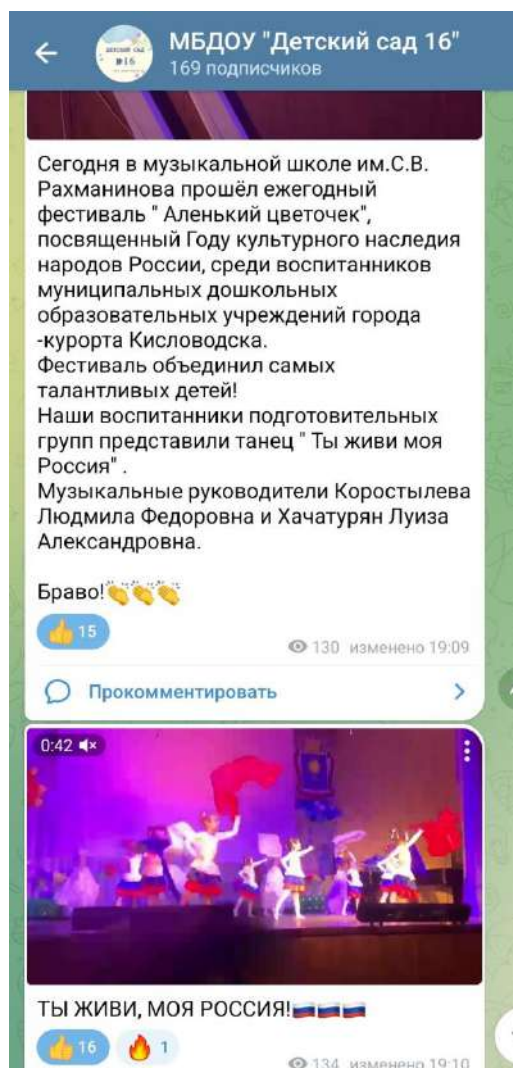 МБДОУ "Детский сад 16"
169 подписчиков
ДЕТСКИЙ САД
№16
Сегодня в музыкальной школе им.С.В.
Рахманинова прошёл ежегодный
фестиваль " Аленький цветочек",
посвященный Году культурного наследия
народов России, среди воспитанников
муниципальных дошкольных
образовательных учреждений города
-курорта Кисловодска.
Фестиваль объединил самых
талантливых детей!
Наши воспитанники подготовительных
групп представили танец " Ты живи моя
Россия" .
Музыкальные руководители Коростылева
Людмила Федоровна и Хачатурян Луиза
Александровна.
Браво!👏👏👏
👍 15
130 изменено 19:09
Прокомментировать
0:42
ТЫ ЖИВИ, МОЯ РОССИЯ!🇷🇺🇷🇺🇷🇺
👍 16 🔥 1
134 изменено 19:10